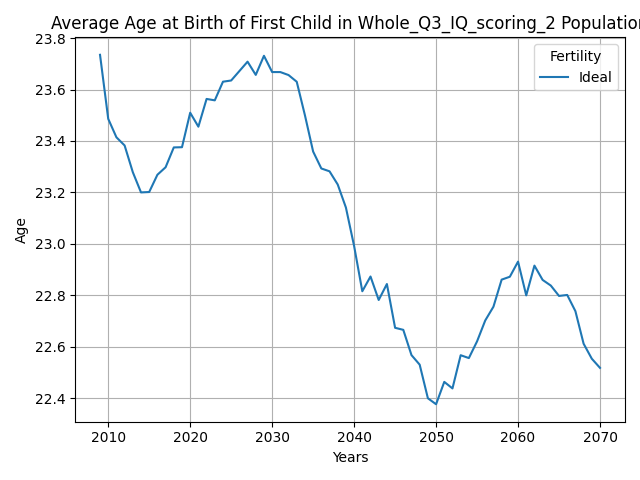 Average Age at Birth of First Child in Whole_Q3_IQ_scoring_2 Population
Fertility
Ideal
23.8
23.6
23.4
23.2
23.0
22.8
22.6
22.4
Age
2010 2020 2030 2040 2050 2060 2070
Years